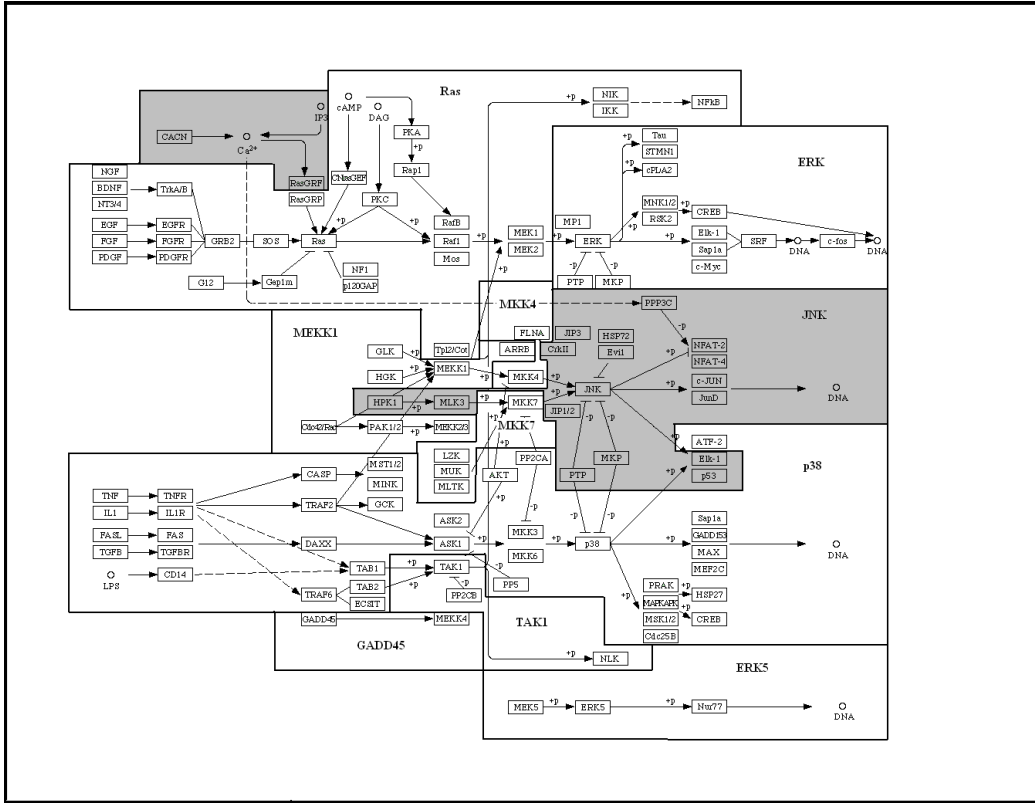 Ras
cAMP
IP3
DAG
CACN
Ca2+
PKA
+p
Rap1
NIK
IKK
+p
NFkB
ERK
+p
Tau
STMN1
+p
cPLA2
NGF
BDNF
NT3/4
TrkA/B
RasGRF
RasGRP
CNrasGEF
PKC
EGF
EGFR
FGF
FGFR
PDGF
PDGFR
GRB2
SOS
Ras
+p
+p
RafB
Raf1
Mos
+p
MEK1
MEK2
MP1
+p
ERK
+p
MNK1/2
RSK2
+p
CREB
+p
Elk-1
Sap1a
c-Myc
SRF
DNA
c-fos
DNA
G12
Gap1m
NF1
p120GAP
+p
-p
-p
PTP
MKP
MKK4
PPP3C
JNK
MEKK1
FLNA
JIP3
HSP72
-p
GLK
+p
Tpl2/Cot
ARRB
CrkII
Evi1
NFAT-2
NFAT-4
HGK
+p
MEKK1
+p
MKK4
+p
JNK
+p
c-JUN
JunD
DNA
HPK1
+p
MLK3
+p
MKK7
+p
JIP1/2
Cdc42/Rac
PAK1/2
+p
MEKK2/3
+p
MKK7
-p
-p
+p
ATF-2
Elk-1
p53
p38
LZK
MUK
MLTK
AKT
PP2CA
PTP
MKP
CASP
MST1/2
MINK
GCK
TNF
TNFR
IL1
IL1R
TRAF2
+p
-p
-p
-p
+p
FASL
FAS
TGFB
TGFBR
DAXX
ASK2
ASK1
+p
MKK3
MKK6
+p
p38
+p
Sap1a
GADD153
MAX
MEF2C
DNA
LPS
CD14
TAB1
+p
TAK1
-p
TAB2
+p
-p
PP5
TRAF6
ECSIT
PP2CB
+p
PRAK
+p
HSP27
MAPKAPK
+p
MSK1/2
CREB
Cdc25B
GADD45
MEKK4
TAK1
GADD45
+p
NLK
ERK5
MEK5
+p
ERK5
+p
Nur77
DNA